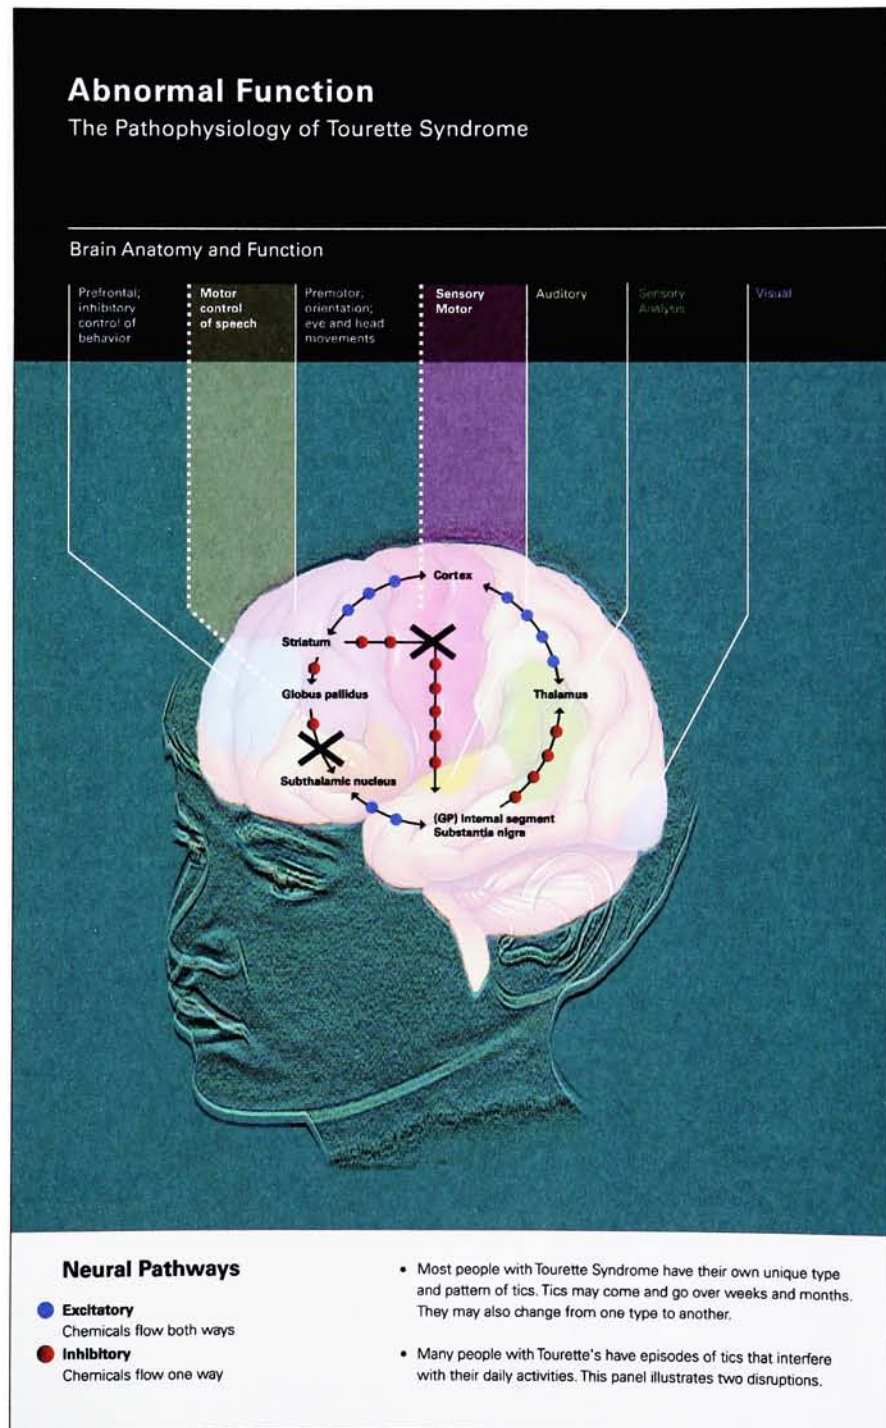 Abnormal Function
The Pathophysiology of Tourette Syndrome
Brain Anatomy and Function
Prefrontal;
inhibitory
control of
behavior
Motor
control
of speech
Premotor;
orientation;
eye and head
movements
Sensory
Motor
Auditory
Sensory
Analysis
Visual
Cortex
Striatum
Globus pallidus
Thalamus
Subthalamic nucleus
(GP) Internal segment
Substantia nigra
Neural Pathways
Excitatory
Chemicals flow both ways
Inhibitory
Chemicals flow one way
• Most people with Tourette Syndrome have their own unique type
and pattern of tics. Tics may come and go over weeks and months.
They may also change from one type to another.
• Many people with Tourette's have episodes of tics that interfere
with their daily activities. This panel illustrates two disruptions.